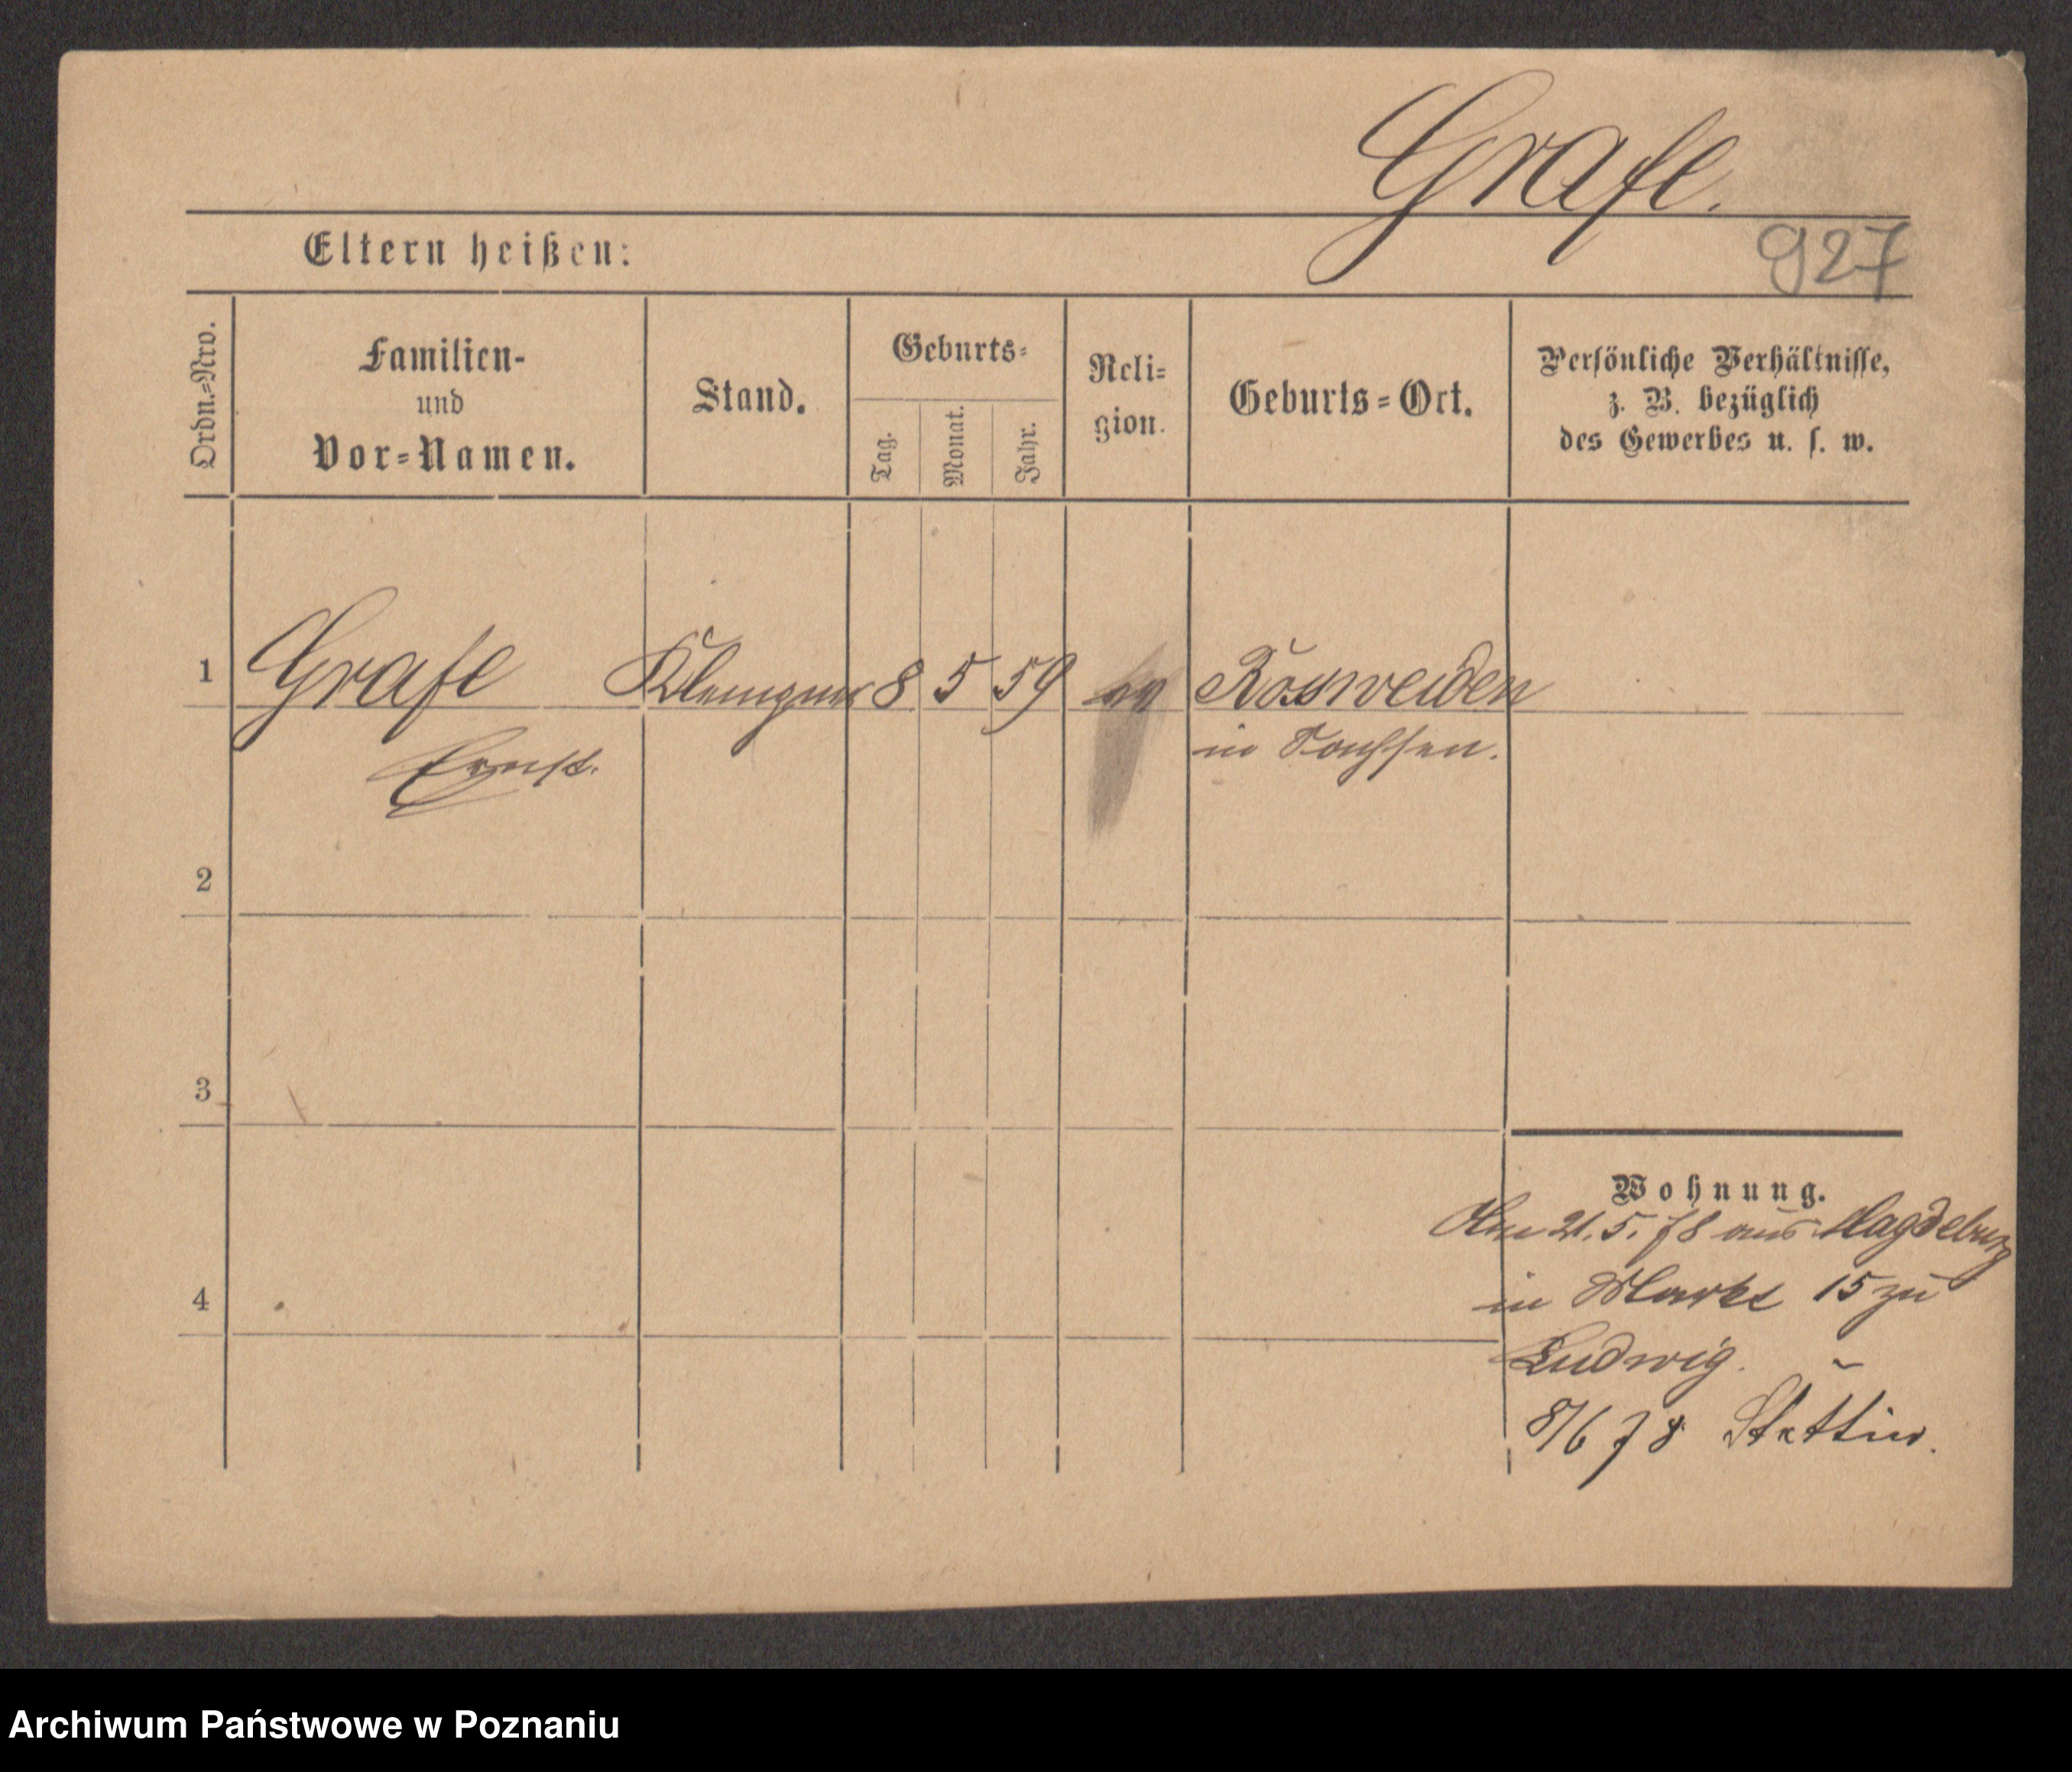 Grafe.
927
Eltern heißen:
Ordn.=Nro.
Familien-
und
Vor=Namen.
Stand.
Geburts=
Tag.
Monat.
Jahr.
Reli=
gion.
Geburts=Ort.
Persönliche Verhältnisse,
z. B. bezüglich
des Gewerbes u. s. w.
1 Grafe Klempner 8 5 59 Rosswein
Ernst. in Sachsen.
2
3
4
Wohnung.
21.5.78 aus Magdeburg
in Markt 15 zu
Ludwig.
8/6 78 Stettin.
Archiwum Państwowe w Poznaniu